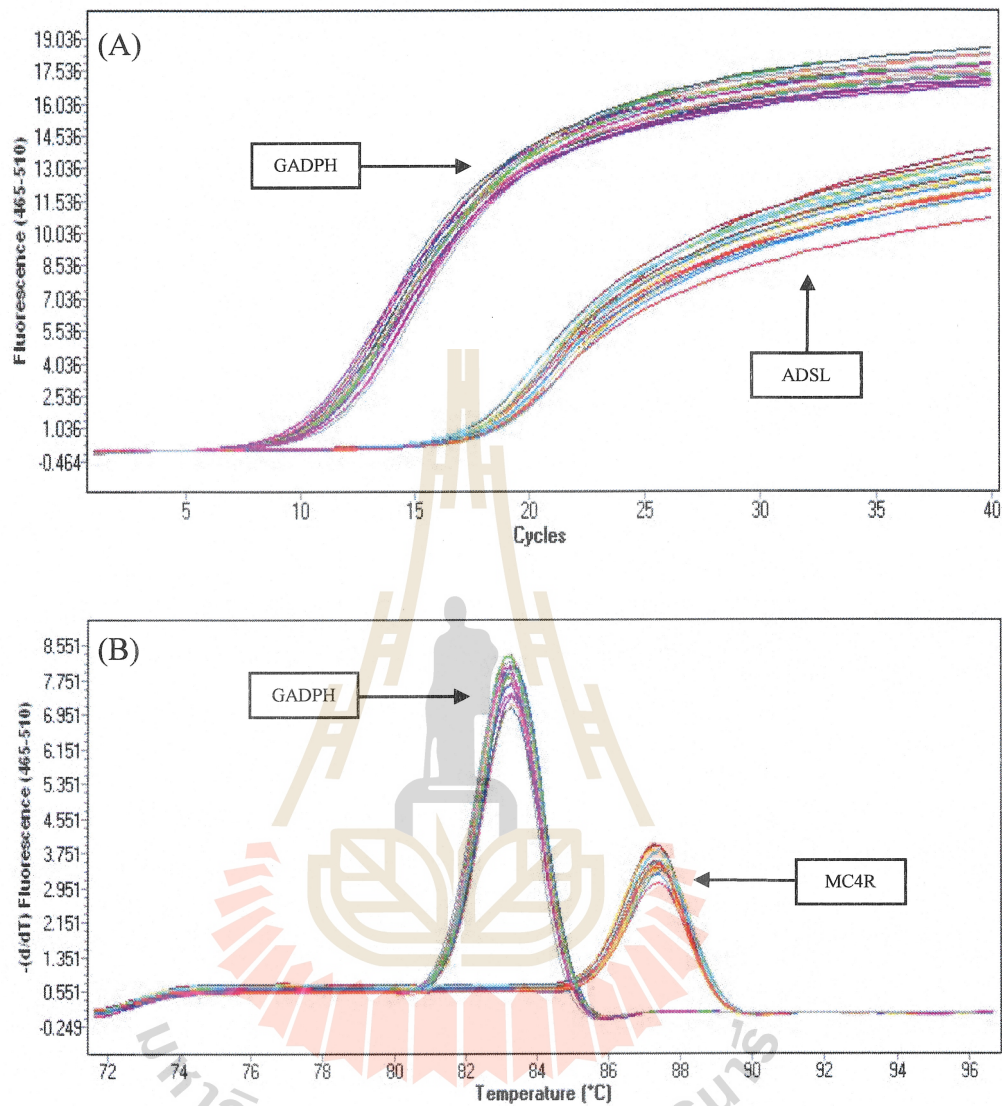 (A)
19.036
17.536
16.036
14.536
13.036
11.536
10.036
8.536
7.036
5.536
4.036
2.536
1.036
-0.464
Fluorescence (465-510)
GADPH
ADSL
5 10 15 20 25 30 35 40
Cycles
(B)
8.551
7.751
6.951
6.151
5.351
4.551
3.751
2.951
2.151
1.351
0.551
-0.249
-(d/dT) Fluorescence (465-510)
GADPH
MC4R
72 74 76 78 80 82 84 86 88 90 92 94 96
Temperature (°C)